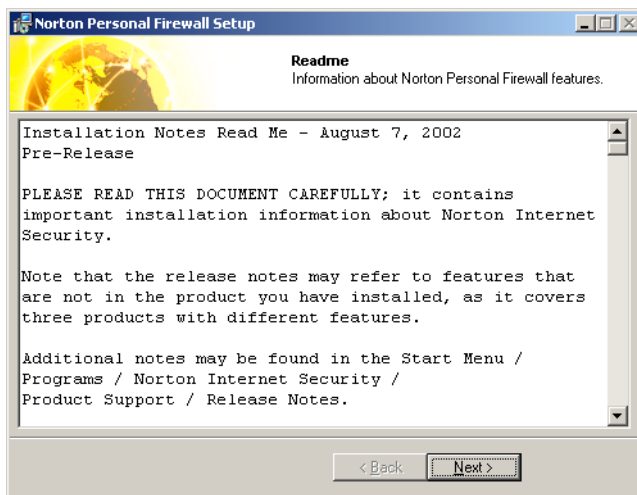 Norton Personal Firewall Setup
Readme
Information about Norton Personal Firewall features.
Installation Notes Read Me - August 7, 2002
Pre-Release
PLEASE READ THIS DOCUMENT CAREFULLY; it contains
important installation information about Norton Internet
Security.
Note that the release notes may refer to features that
are not in the product you have installed, as it covers
three products with different features.
Additional notes may be found in the Start Menu /
Programs / Norton Internet Security /
Product Support / Release Notes.
< Back Next >